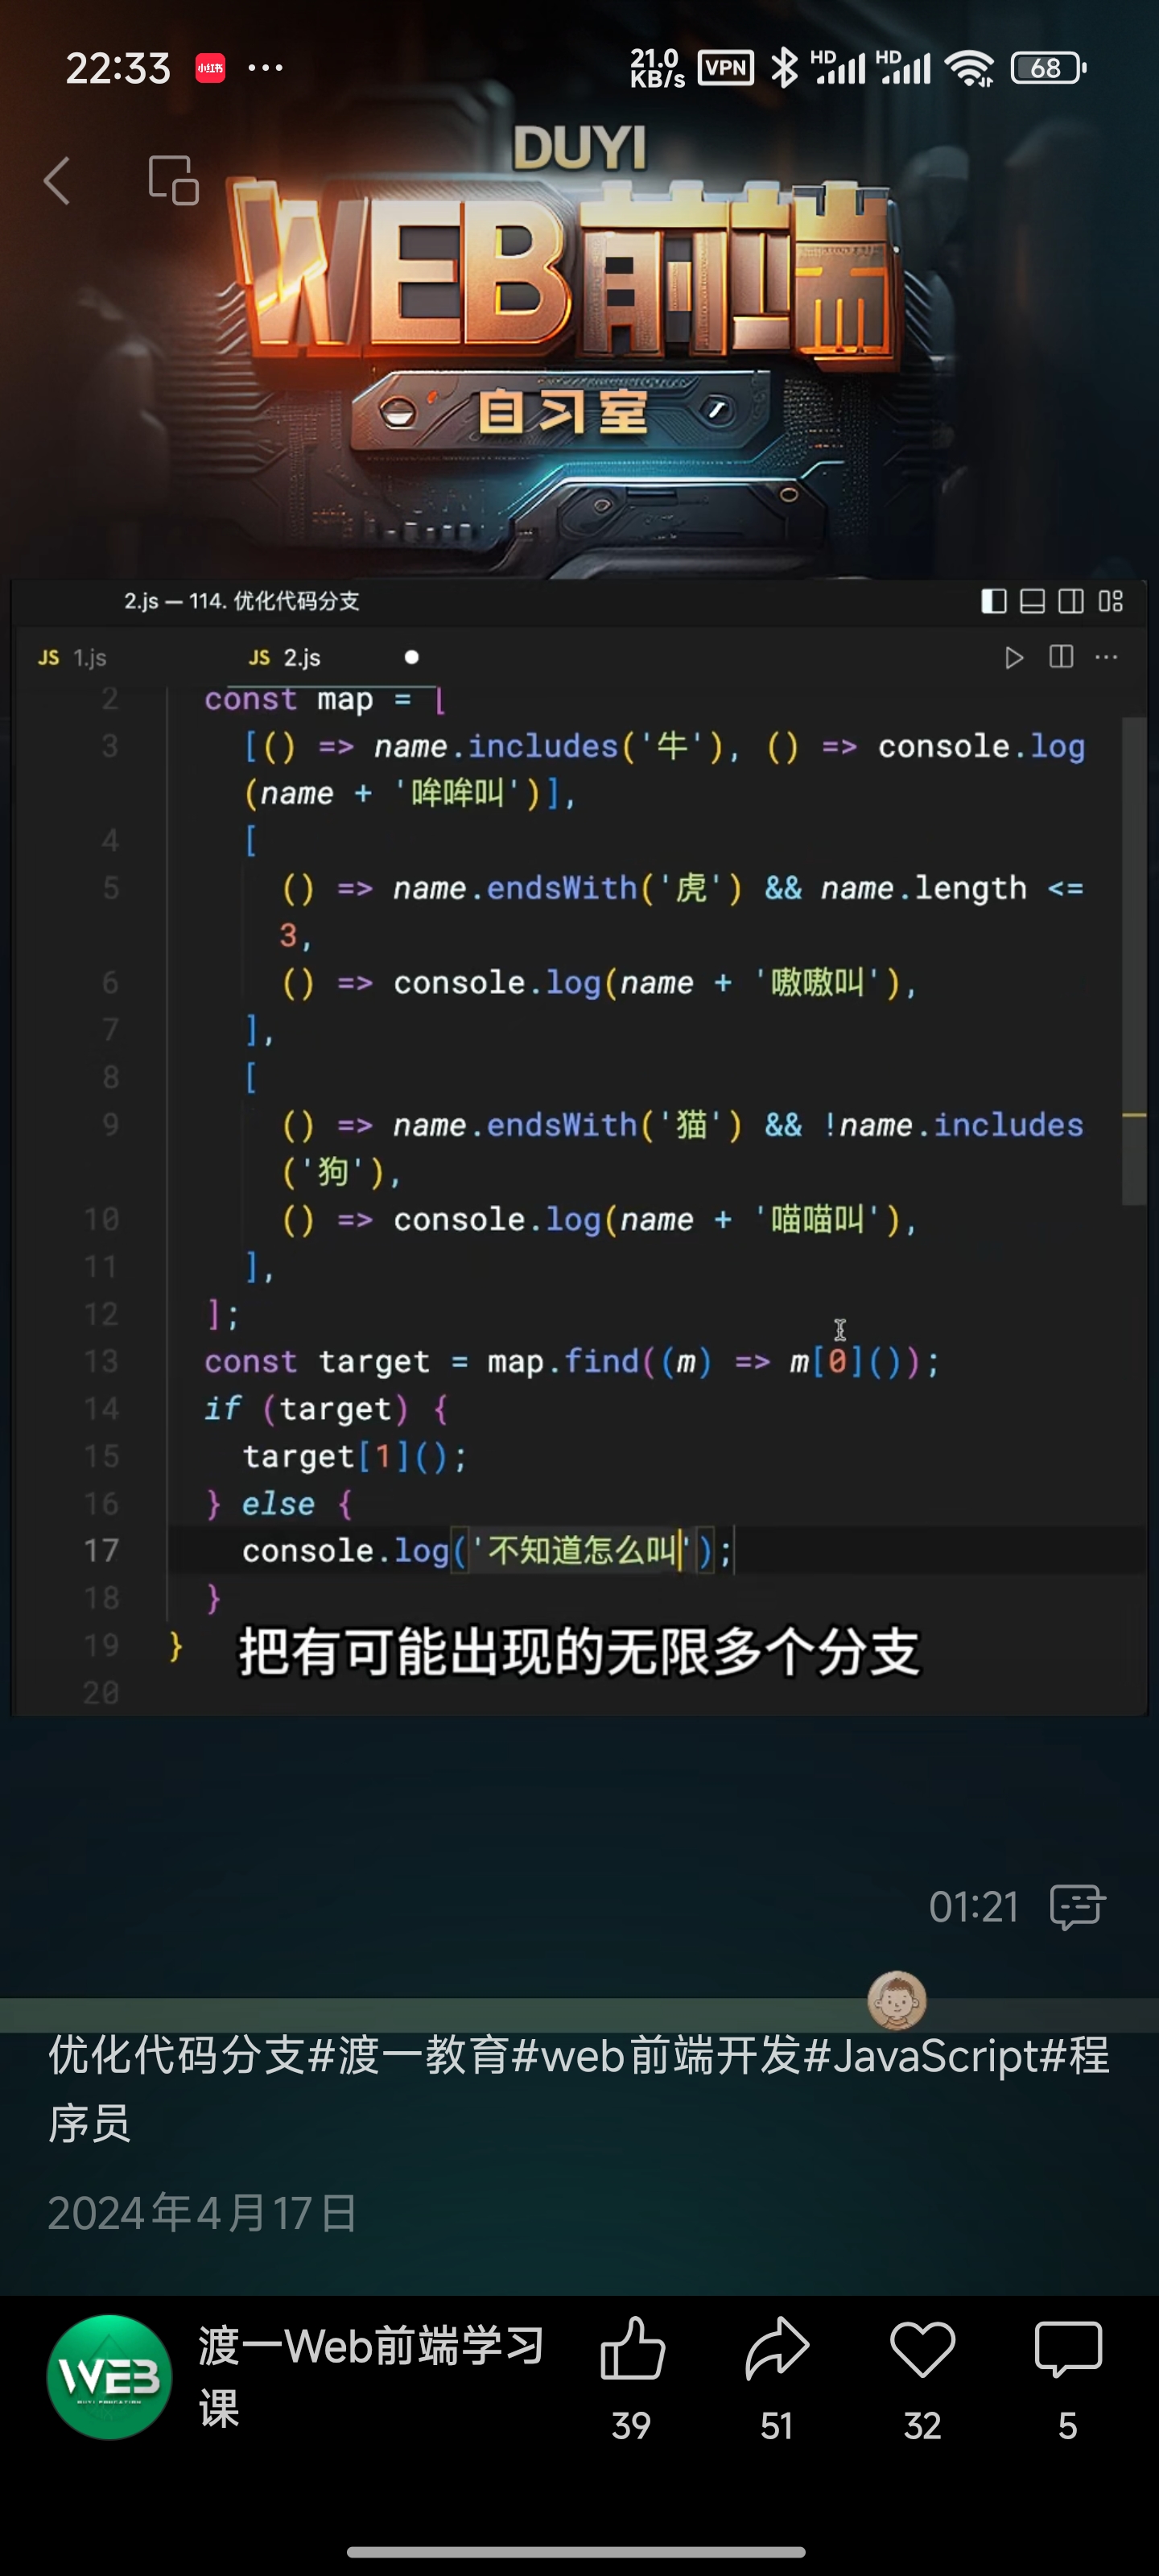 22:33 小红书 ··· 21.0 KB/s VPN HD HD 68
DUYI
WEB前端
自习室
2.js — 114. 优化代码分支
JS 1.js JS 2.js ● ···
2 const map = [
3 [() => name.includes('牛'), () => console.log
(name + '哞哞叫')],
4 [
5 () => name.endsWith('虎') && name.length <=
3,
6 () => console.log(name + '嗷嗷叫'),
7 ],
8 [
9 () => name.endsWith('猫') && !name.includes
('狗'),
10 () => console.log(name + '喵喵叫'),
11 ],
12 ];
13 const target = map.find((m) => m[0]());
14 if (target) {
15 target[1]();
16 } else {
17 console.log('不知道怎么叫');
18 }
19 }
把有可能出现的无限多个分支
20
01:21
优化代码分支#渡一教育#web前端开发#JavaScript#程
序员
2024年4月17日
WEB
DUYI EDUCATION
渡一Web前端学习
课
39 51 32 5